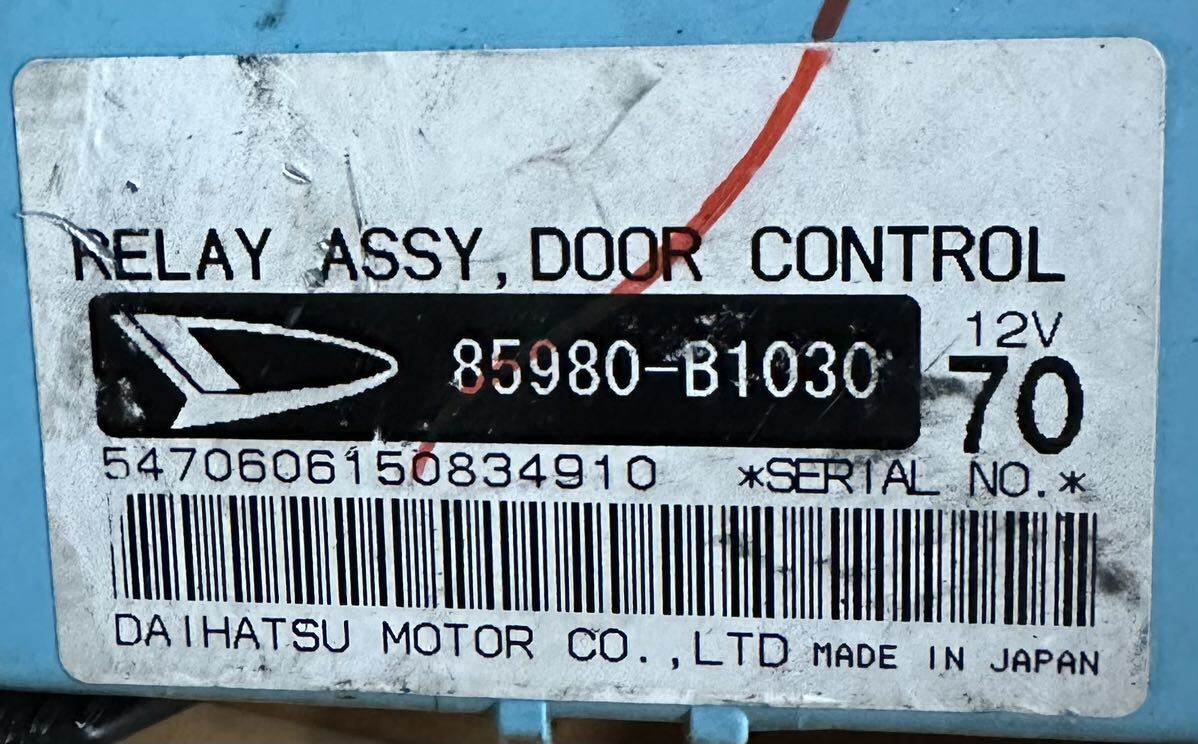 RELAY ASSY, DOOR CONTROL
85980-B1030
12V
70
5470606150834910 *SERIAL NO.*
DAIHATSU MOTOR CO.,LTD MADE IN JAPAN